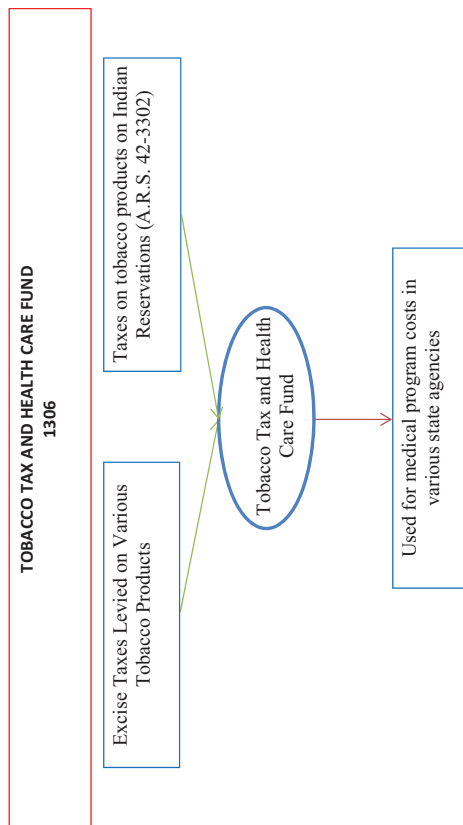 TOBACCO TAX AND HEALTH CARE FUND
1306
Excise Taxes Levied on Various
Tobacco Products
Taxes on tobacco products on Indian
Reservations (A.R.S. 42-3302)
Tobacco Tax and Health
Care Fund
Used for medical program costs in
various state agencies